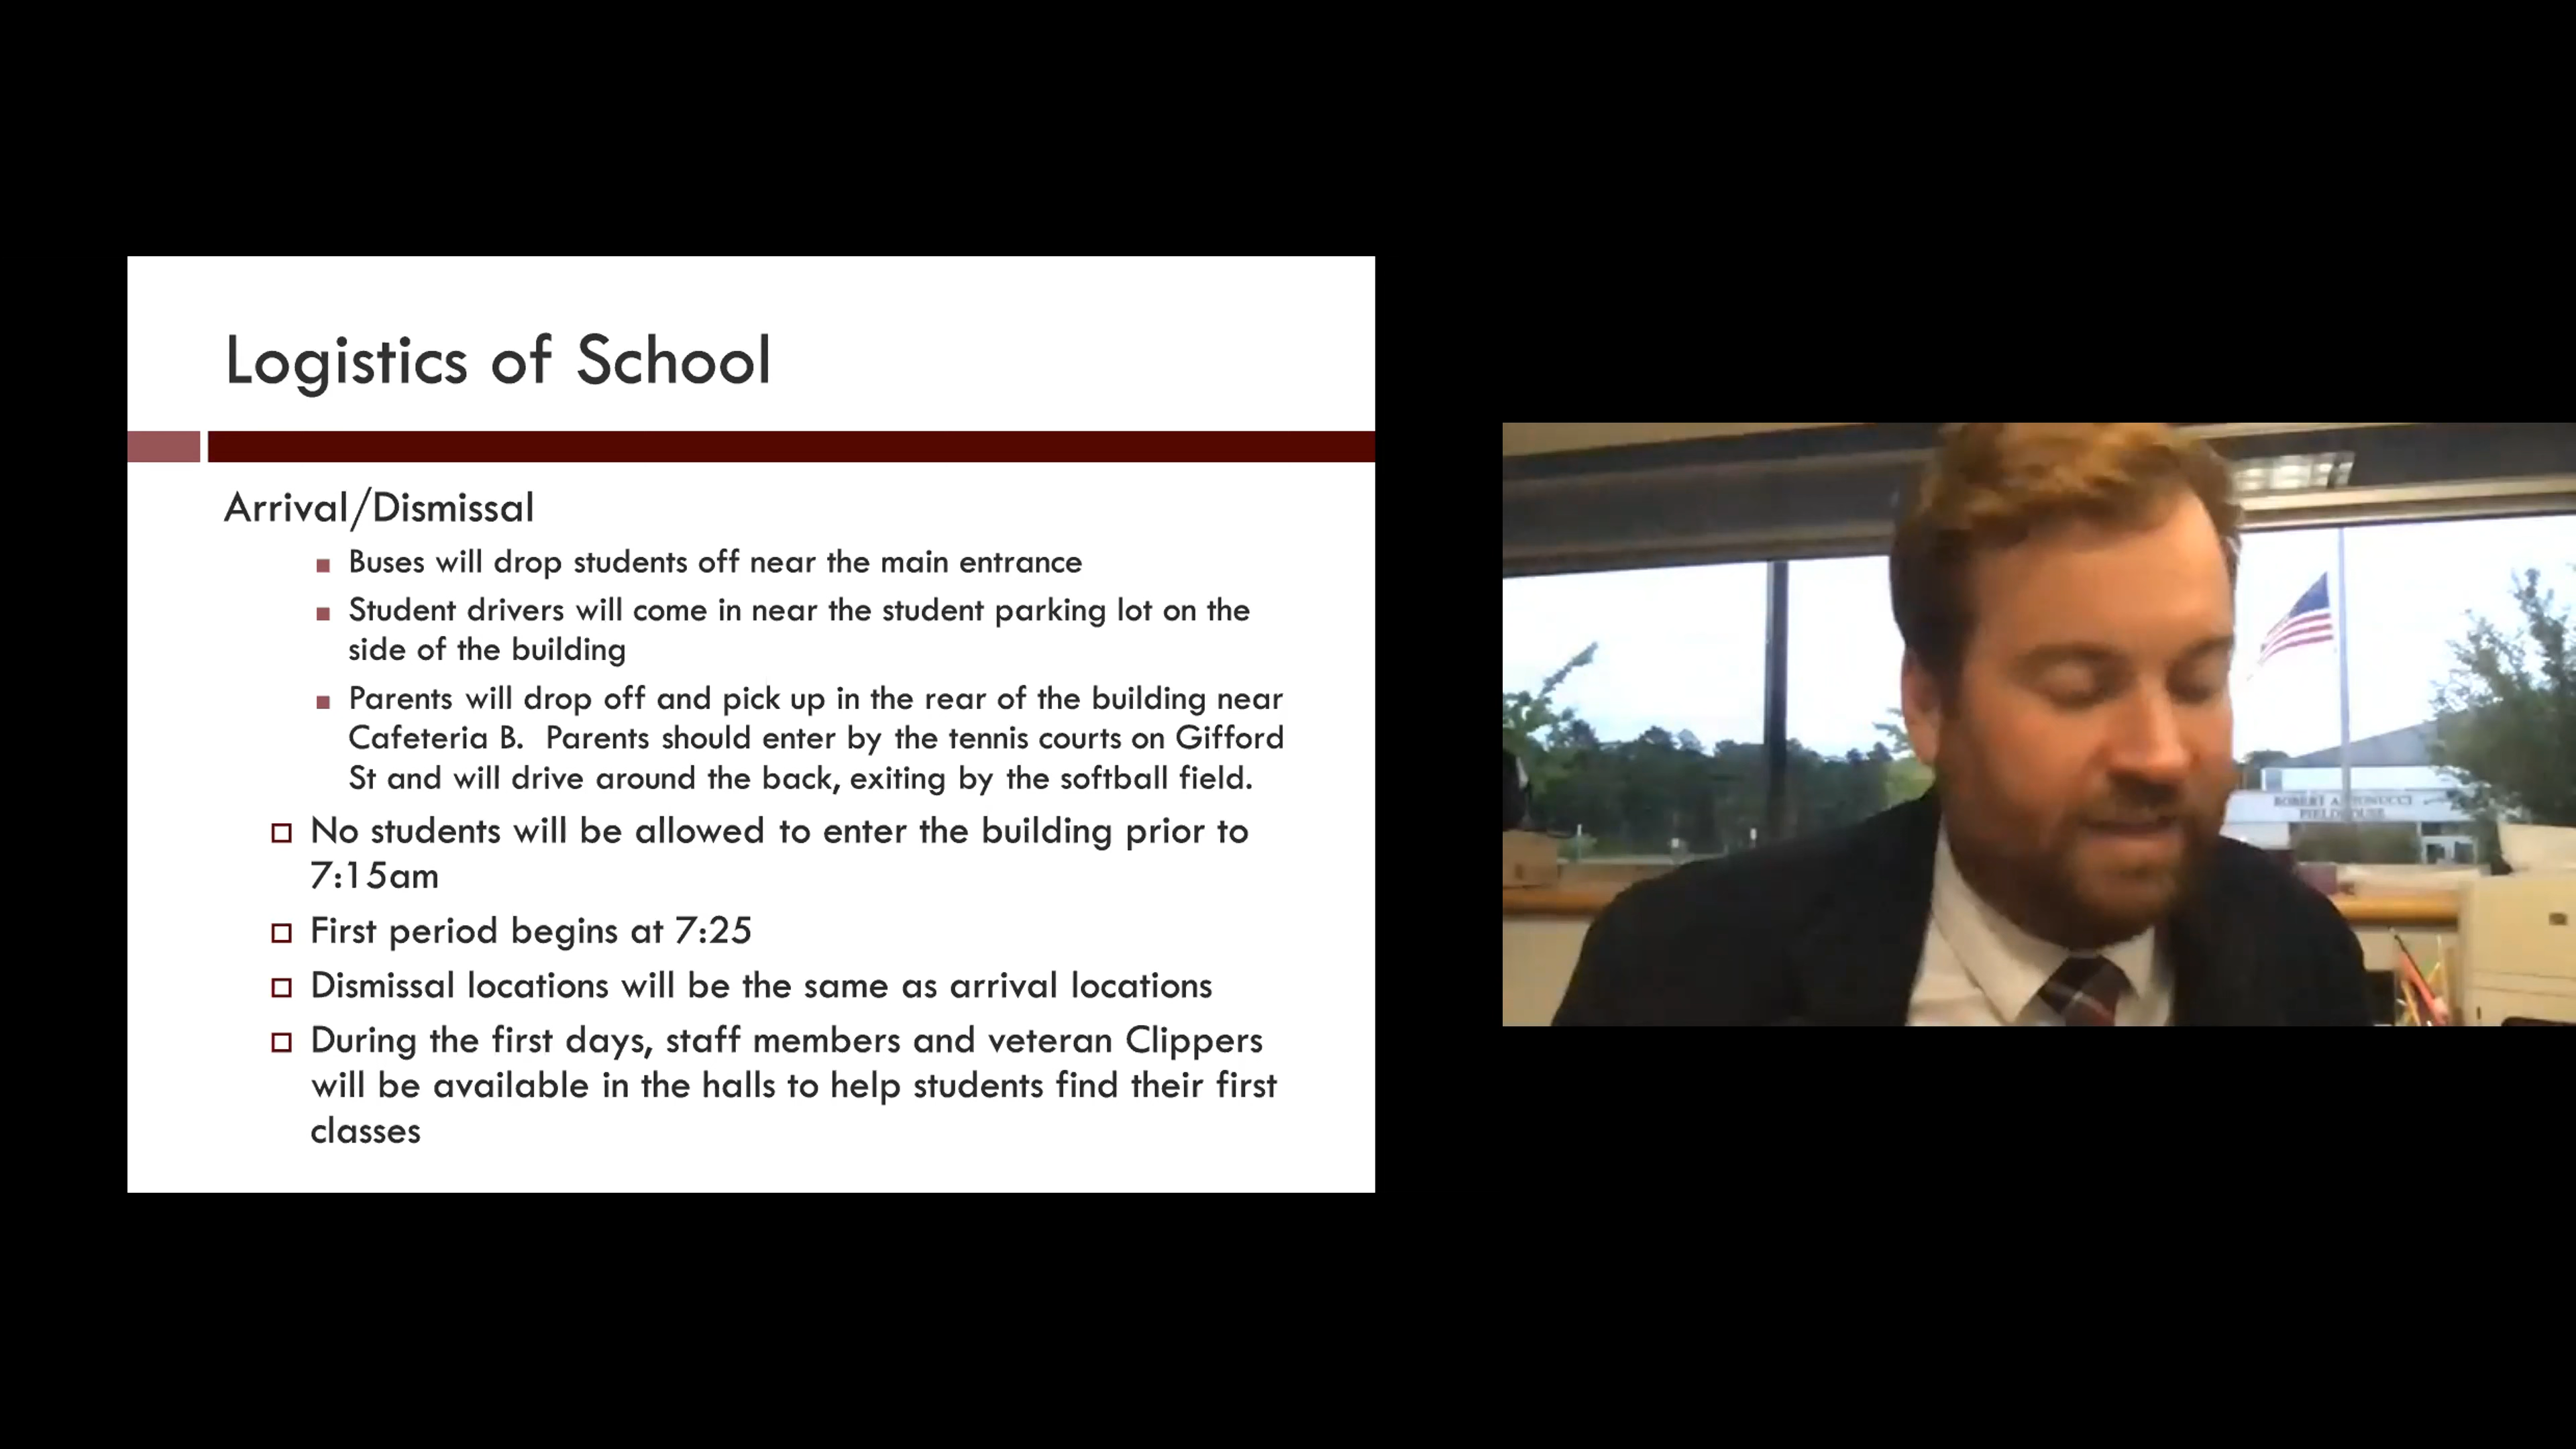 Logistics of School
Arrival/Dismissal
Buses will drop students off near the main entrance
Student drivers will come in near the student parking lot on the
side of the building
Parents will drop off and pick up in the rear of the building near
Cafeteria B. Parents should enter by the tennis courts on Gifford
St and will drive around the back, exiting by the softball field.
No students will be allowed to enter the building prior to
7:15am
First period begins at 7:25
Dismissal locations will be the same as arrival locations
During the first days, staff members and veteran Clippers
will be available in the halls to help students find their first
classes
ROBERT ANTONUCCI
FIELDHOUSE